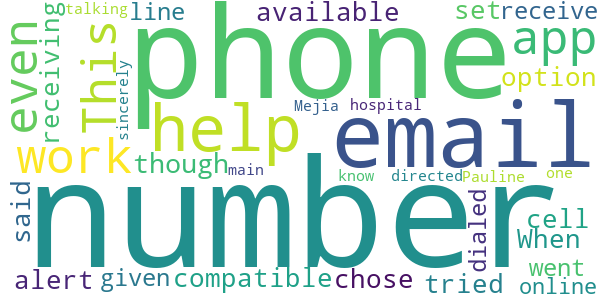 talking
line
available
set
receive
even
receiving
This
phone
app
sincerely
option
help
Mejia
hospital
email
work
though
main
know
directed
Pauline
one
said
number
dialed
cell
When
went
alert
given
compatible
chose
tried
online